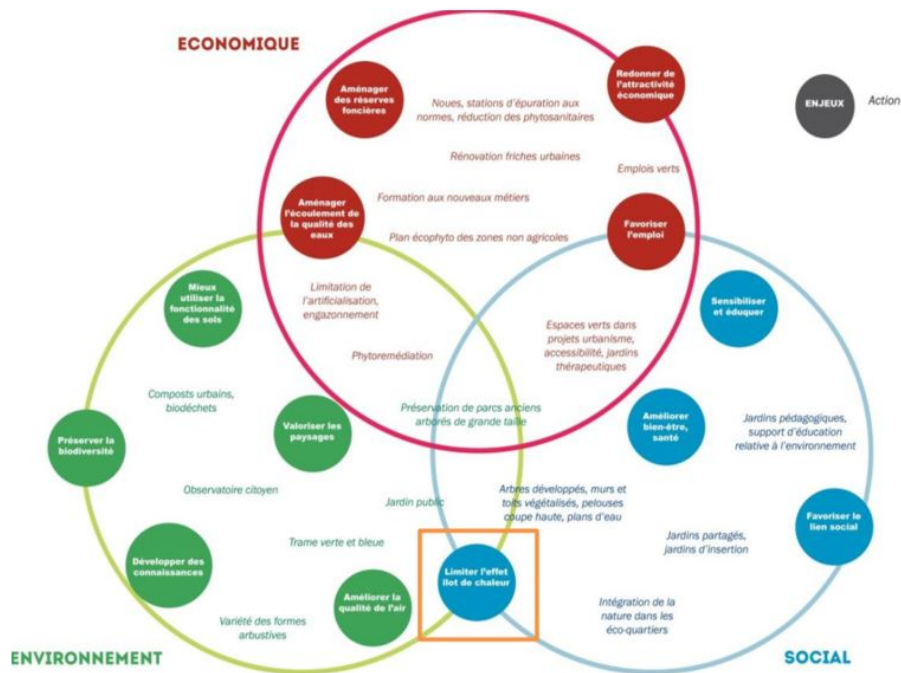 ECONOMIQUE
Aménager
des réserves
foncières
Redonner de
l'attractivité
économique
Noues, stations d'épuration aux
normes, réduction des phytosanitaires
ENJEUX
Action
Rénovation friches urbaines
Emplois verts
Formation aux nouveaux métiers
Aménager
l'écoulement de
la qualité des
eaux
Favoriser
l'emploi
Plan écophyto des zones non agricoles
Mieux
utiliser la
fonctionnalité
des sols
Limitation de
l'artificialisation,
engazonnement
Sensibiliser
et éduquer
Espaces verts dans
projets urbanisme,
accessibilité, jardins
thérapeutiques
Phytoremédiation
Composts urbains,
biodéchets
Préservation de parcs anciens
arborés de grande taille
Valoriser les
paysages
Améliorer
bien-être,
santé
Jardins pédagogiques,
support d'éducation
relative à l'environnement
Préserver la
biodiversité
Observatoire citoyen
Jardin public
Arbres développés, murs et
toits végétalisés, pelouses
coupe haute, plans d'eau
Favoriser le
lien social
Trame verte et bleue
Jardins partagés,
jardins d'insertion
Développer des
connaissances
Limiter l'effet
ilot de chaleur
Améliorer la
qualité de l'air
Variété des formes
arbustives
Intégration de la
nature dans les
éco-quartiers
ENVIRONNEMENT
SOCIAL